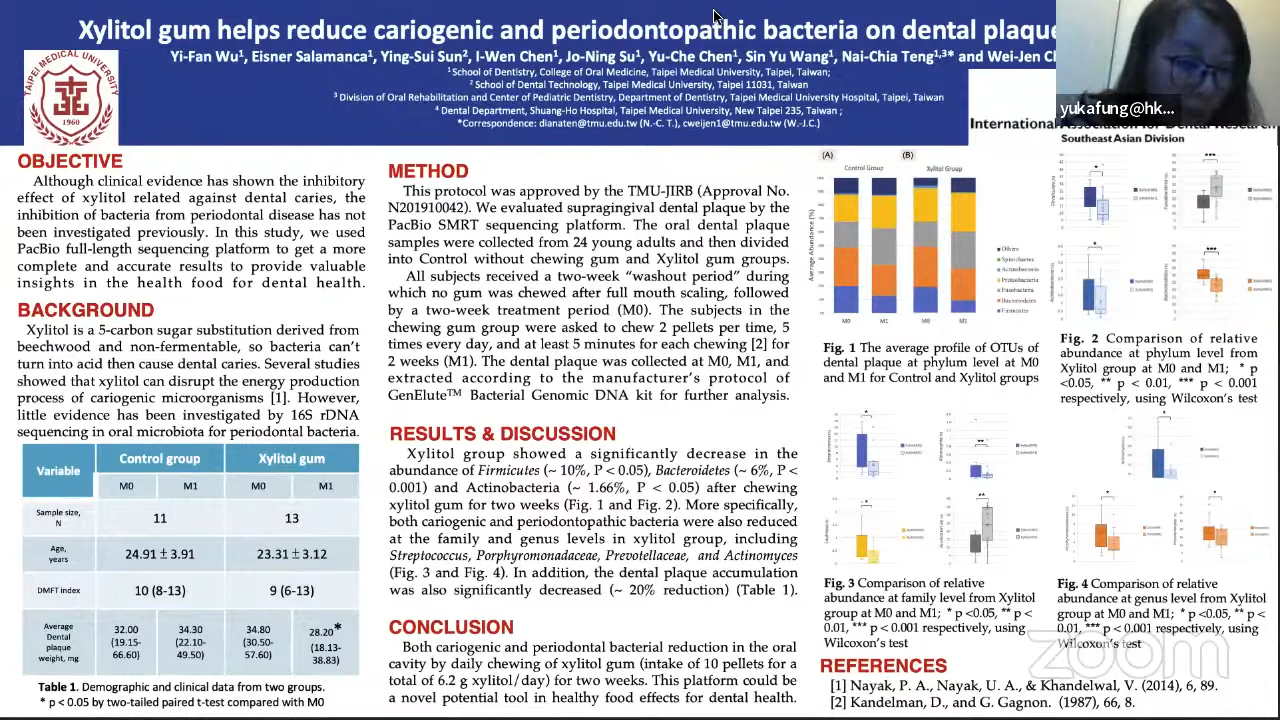 Xylitol gum helps reduce cariogenic and periodontopathic bacteria on dental plaque
Yi-Fan Wu¹, Eisner Salamanca¹, Ying-Sui Sun², I-Wen Chen¹, Jo-Ning Su¹, Yu-Che Chen¹, Sin Yu Wang¹, Nai-Chia Teng¹,³* and Wei-Jen
¹ School of Dentistry, College of Oral Medicine, Taipei Medical University, Taipei, Taiwan;
² School of Dental Technology, Taipei Medical University, Taipei 11031, Taiwan
³ Division of Oral Rehabilitation and Center of Pediatric Dentistry, Department of Dentistry, Taipei Medical University Hospital, Taipei, Taiwan
⁴ Dental Department, Shuang-Ho Hospital, Taipei Medical University, New Taipei 235, Taiwan ;
*Correspondence: dianaten@tmu.edu.tw (N.-C. T.), cweijen1@tmu.edu.tw (W.-J.C.)
TAIPEI MEDICAL UNIVERSITY
1960
yukafung@hk...
International Association for Dental Research
Southeast Asian Division
OBJECTIVE
Although clinical evidence has shown the inhibitory
effect of xylitol related against dental caries, the
inhibition of bacteria from periodontal disease has not
been investigated previously. In this study, we used
PacBio full-length sequencing platform to get a more
complete and accurate results to provide valuable
insights in the health food for dental health.
BACKGROUND
Xylitol is a 5-carbon sugar substitution derived from
beechwood and non-fermentable, so bacteria can't
turn into acid then cause dental caries. Several studies
showed that xylitol can disrupt the energy production
process of cariogenic microorganisms [1]. However,
little evidence has been investigated by 16S rDNA
sequencing in oral microbiota for periodontal bacteria.
Variable Control group Xylitol gum
M0 M1 M0 M1
Sample size, N 11 13
Age, years 24.91 ± 3.91 23.31 ± 3.12
DMFT index 10 (8-13) 9 (6-13)
Average Dental plaque weight, mg 32.00 (19.15-66.60) 34.30 (22.10-49.50) 34.80 (30.50-57.60) 28.20* (18.13-38.83)
Table 1. Demographic and clinical data from two groups.
* p < 0.05 by two-tailed paired t-test compared with M0
METHOD
This protocol was approved by the TMU-JIRB (Approval No.
N201910042).We evaluate supragingival dental plaque by the
PacBio SMRT sequencing platform. The oral dental plaque
samples were collected from 24 young adults and then divided
into Control without chewing gum and Xylitol gum groups.
All subjects received a two-week "washout period" during
which no gum was chewed after full mouth scaling, followed
by a two-week treatment period (M0). The subjects in the
chewing gum group were asked to chew 2 pellets per time, 5
times every day, and at least 5 minutes for each chewing [2] for
2 weeks (M1). The dental plaque was collected at M0, M1, and
extracted according to the manufacturer's protocol of
GenElute™ Bacterial Genomic DNA kit for further analysis.
RESULTS & DISCUSSION
Xylitol group showed a significantly decrease in the
abundance of Firmicutes (~ 10%, P < 0.05), Bacteroidetes (~ 6%, P <
0.001) and Actinobacteria (~ 1.66%, P < 0.05) after chewing
xylitol gum for two weeks (Fig. 1 and Fig. 2). More specifically,
both cariogenic and periodontopathic bacteria were also reduced
at the family and genus levels in xylitol group, including
Streptococcus, Porphyromonadaceae, Prevotellaceae, and Actinomyces
(Fig. 3 and Fig. 4). In addition, the dental plaque accumulation
was also significantly decreased (~ 20% reduction) (Table 1).
CONCLUSION
Both cariogenic and periodontal bacterial reduction in the oral
cavity by daily chewing of xylitol gum (intake of 10 pellets for a
total of 6.2 g xylitol/day) for two weeks. This platform could be
a novel potential tool in healthy food effects for dental health.
(A) Control Group (B) Xylitol Group
Average Abundance (%)
M0 M1 M0 M1
Others
Spirochaetes
Actinobacteria
Proteobacteria
Fusobacteria
Bacteroidetes
Firmicutes
Fig. 1 The average profile of OTUs of
dental plaque at phylum level at M0
and M1 for Control and Xylitol groups
Fig. 2 Comparison of relative
abundance at phylum level from
Xylitol group at M0 and M1; * p
<0.05, ** p < 0.01, *** p < 0.001
respectively, using Wilcoxon's test
Fig. 3 Comparison of relative
abundance at family level from Xylitol
group at M0 and M1; * p <0.05, ** p <
0.01, *** p < 0.001 respectively, using
Wilcoxon's test
Fig. 4 Comparison of relative
abundance at genus level from Xylitol
group at M0 and M1; * p <0.05, ** p <
0.01, *** p < 0.001 respectively, using
Wilcoxon's test
zoom
REFERENCES
[1] Nayak, P. A., Nayak, U. A., & Khandelwal, V. (2014), 6, 89.
[2] Kandelman, D., and G. Gagnon. (1987), 66, 8.